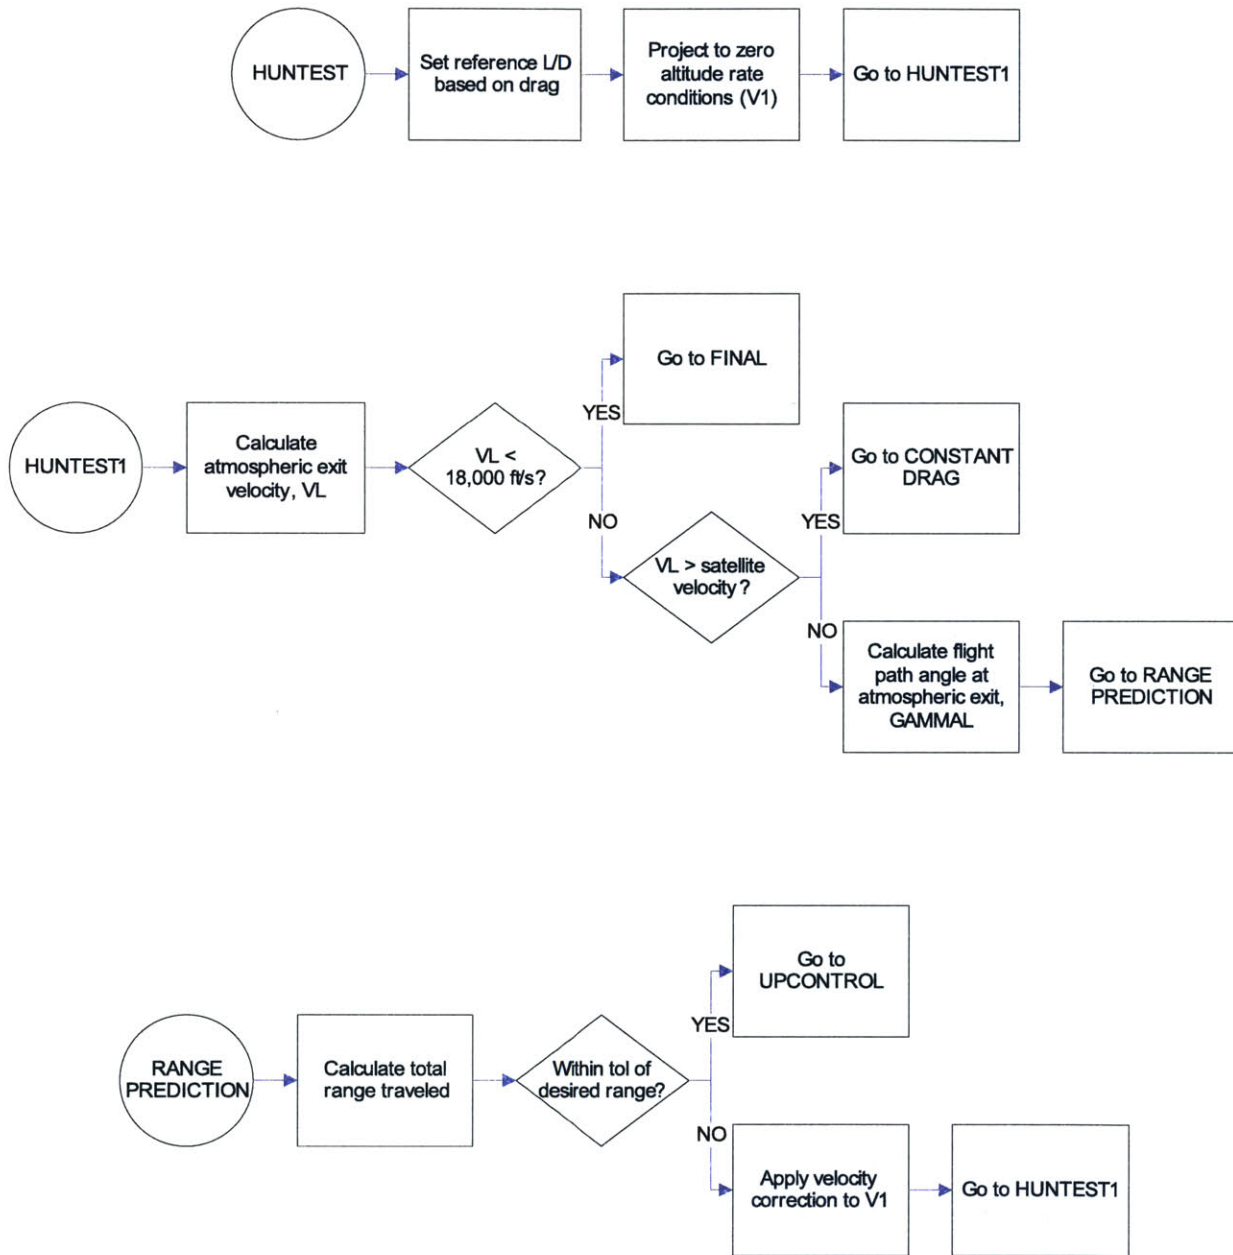 HUNTEST
Set reference L/D
based on drag
Project to zero
altitude rate
conditions (V1)
Go to HUNTEST1
HUNTEST1
Calculate
atmospheric exit
velocity, VL
VL <
18,000 ft/s?
YES
Go to FINAL
NO
VL > satellite
velocity?
YES
Go to CONSTANT
DRAG
NO
Calculate flight
path angle at
atmospheric exit,
GAMMAL
Go to RANGE
PREDICTION
RANGE
PREDICTION
Calculate total
range traveled
Within tol of
desired range?
YES
Go to
UPCONTROL
NO
Apply velocity
correction to V1
Go to HUNTEST1